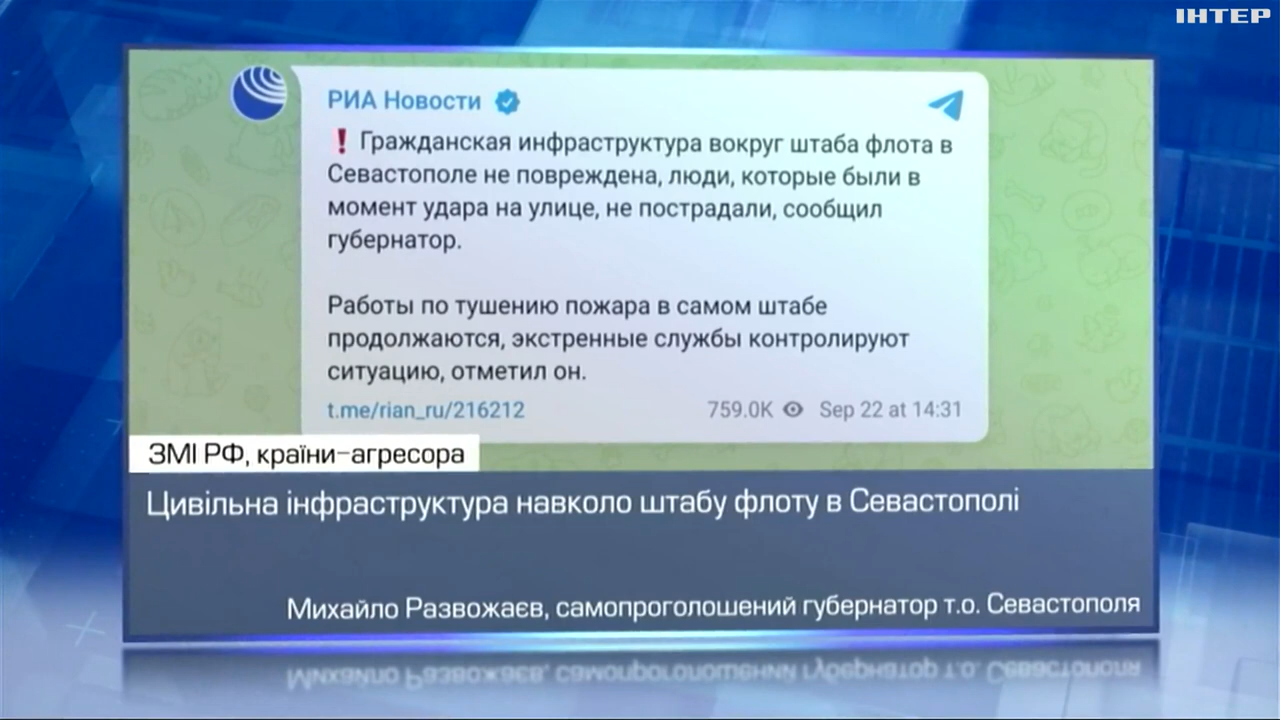 ІНТЕР
РИА Новости
❗ Гражданская инфраструктура вокруг штаба флота в
Севастополе не повреждена, люди, которые были в
момент удара на улице, не пострадали, сообщил
губернатор.
Работы по тушению пожара в самом штабе
продолжаются, экстренные службы контролируют
ситуацию, отметил он.
t.me/rian_ru/216212 759.0K Sep 22 at 14:31
ЗМІ РФ, країни-агресора
Цивільна інфраструктура навколо штабу флоту в Севастополі
Михайло Развожаєв, самопроголошений губернатор т.о. Севастополя